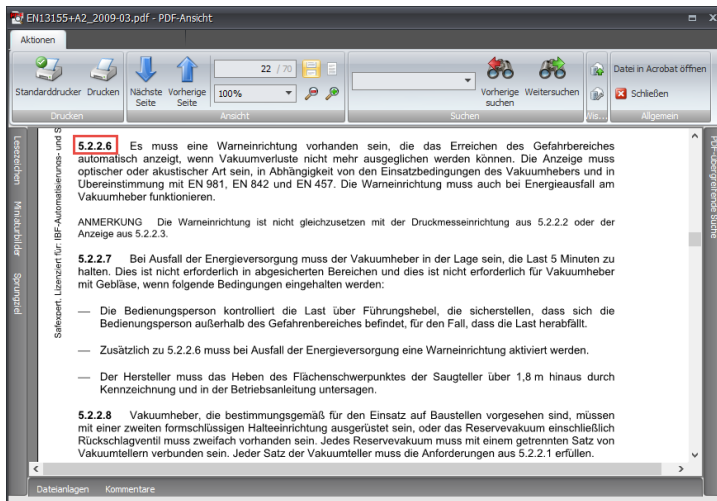 EN13155+A2_2009-03.pdf - PDF-Ansicht
Aktionen
Standarddrucker Drucken
Nächste Seite
Vorherige Seite
22 / 70
100%
Vorherige suchen
Weitersuchen
Datei in Acrobat öffnen
Schließen
Drucken
Ansicht
Suchen
Wis...
Allgemein
Lesezeichen
Miniaturbilder
Sprungziel
PDF-übergreifende Suche
Safexpert. Lizenziert für: IBF-Automatisierungs- und S
5.2.2.6 Es muss eine Warneinrichtung vorhanden sein, die das Erreichen des Gefahrbereiches
automatisch anzeigt, wenn Vakuumverluste nicht mehr ausgeglichen werden können. Die Anzeige muss
optischer oder akustischer Art sein, in Abhängigkeit von den Einsatzbedingungen des Vakuumhebers und in
Übereinstimmung mit EN 981, EN 842 und EN 457. Die Warneinrichtung muss auch bei Energieausfall am
Vakuumheber funktionieren.
ANMERKUNG Die Warneinrichtung ist nicht gleichzusetzen mit der Druckmesseinrichtung aus 5.2.2.2 oder der
Anzeige aus 5.2.2.3.
5.2.2.7 Bei Ausfall der Energieversorgung muss der Vakuumheber in der Lage sein, die Last 5 Minuten zu
halten. Dies ist nicht erforderlich in abgesicherten Bereichen und dies ist nicht erforderlich für Vakuumheber
mit Gebläse, wenn folgende Bedingungen eingehalten werden:
— Die Bedienungsperson kontrolliert die Last über Führungshebel, die sicherstellen, dass sich die
Bedienungsperson außerhalb des Gefahrenbereiches befindet, für den Fall, dass die Last herabfällt.
— Zusätzlich zu 5.2.2.6 muss bei Ausfall der Energieversorgung eine Warneinrichtung aktiviert werden.
— Der Hersteller muss das Heben des Flächenschwerpunktes der Saugteller über 1,8 m hinaus durch
Kennzeichnung und in der Betriebsanleitung untersagen.
5.2.2.8 Vakuumheber, die bestimmungsgemäß für den Einsatz auf Baustellen vorgesehen sind, müssen
mit einer zweiten formschlüssigen Halteeinrichtung ausgerüstet sein, oder das Reservevakuum einschließlich
Rückschlagventil muss zweifach vorhanden sein. Jedes Reservevakuum muss mit einem getrennten Satz von
Vakuumtellern verbunden sein. Jeder Satz der Vakuumteller muss die Anforderungen aus 5.2.2.1 erfüllen.
Dateianlagen Kommentare